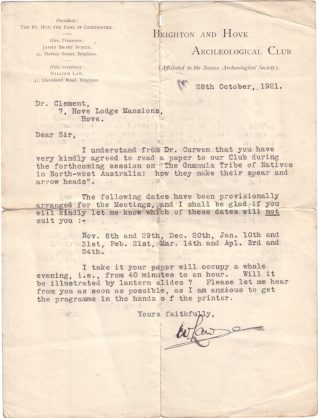 President:
THE RT. HON. THE EARL OF CHICHESTER.
Hon. Treasurer:
JAMES SHARP NORTH,
Market Street, Brighton.
Hon. Secretary:
WILLIAM LAW,
Cleveland Road, Brighton.
BRIGHTON AND HOVE
ARCHÆOLOGICAL CLUB
(Affiliated to the Sussex Archæological Society).
28th October, 1921.
Dr. Clement,
7, Hove Lodge Mansions,
Hove.
Dear Sir,
I understand from Dr. Curwen that you
have very kindly agreed to read a paper to our Club during
the forthcoming session on "The Gnamula Tribe of Natives
in North-west Australia: how they make their spear and
arrow heads".
The following dates have been provisionally
arranged for the Meetings, and I shall be glad if you
will kindly let me know which of these dates will not
suit you :-
Nov. 8th and 29th, Dec. 20th, Jan. 10th and
31st, Feb. 21st, Mar. 14th and Apl. 3rd and
24th.
I take it your paper will occupy a whole
evening, i.e., from 40 minutes to an hour. Will it
be illustrated by lantern slides ? Please let me hear
from you as soon as possible, as I am anxious to get
the programme in the hands of the printer.
Yours faithfully,
W Law